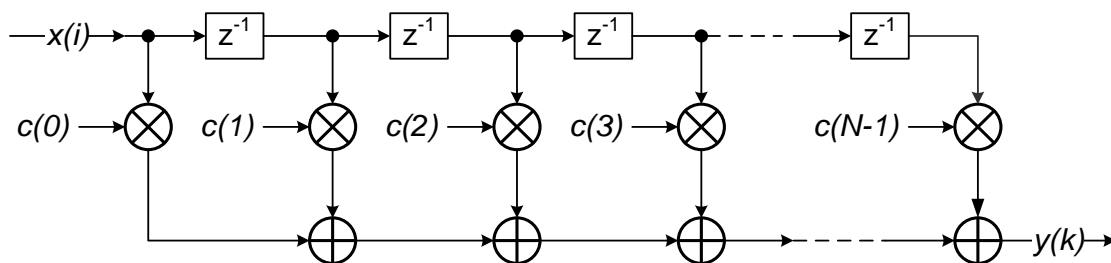 x(i) z⁻¹ z⁻¹ z⁻¹ z⁻¹
c(0) c(1) c(2) c(3) c(N-1)
y(k)